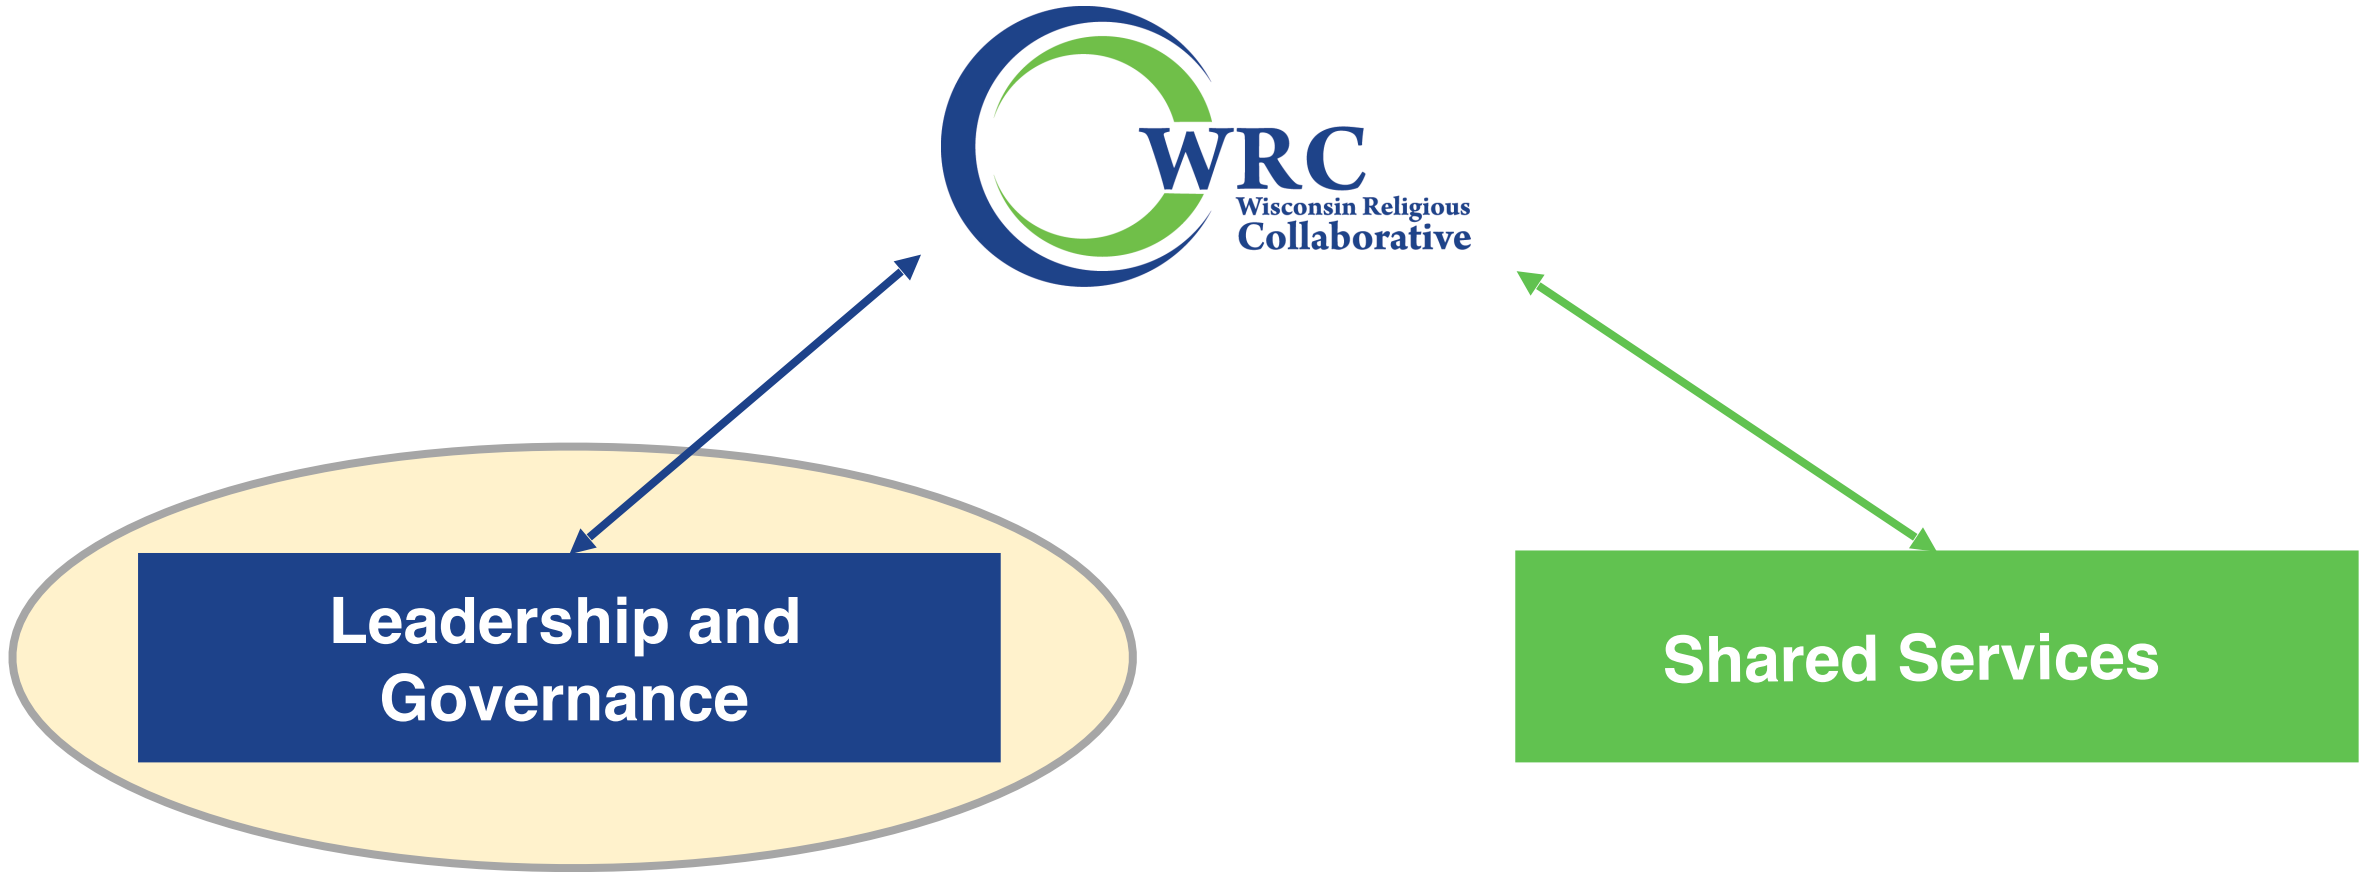 WRC
Wisconsin Religious
Collaborative
Leadership and
Governance
Shared Services